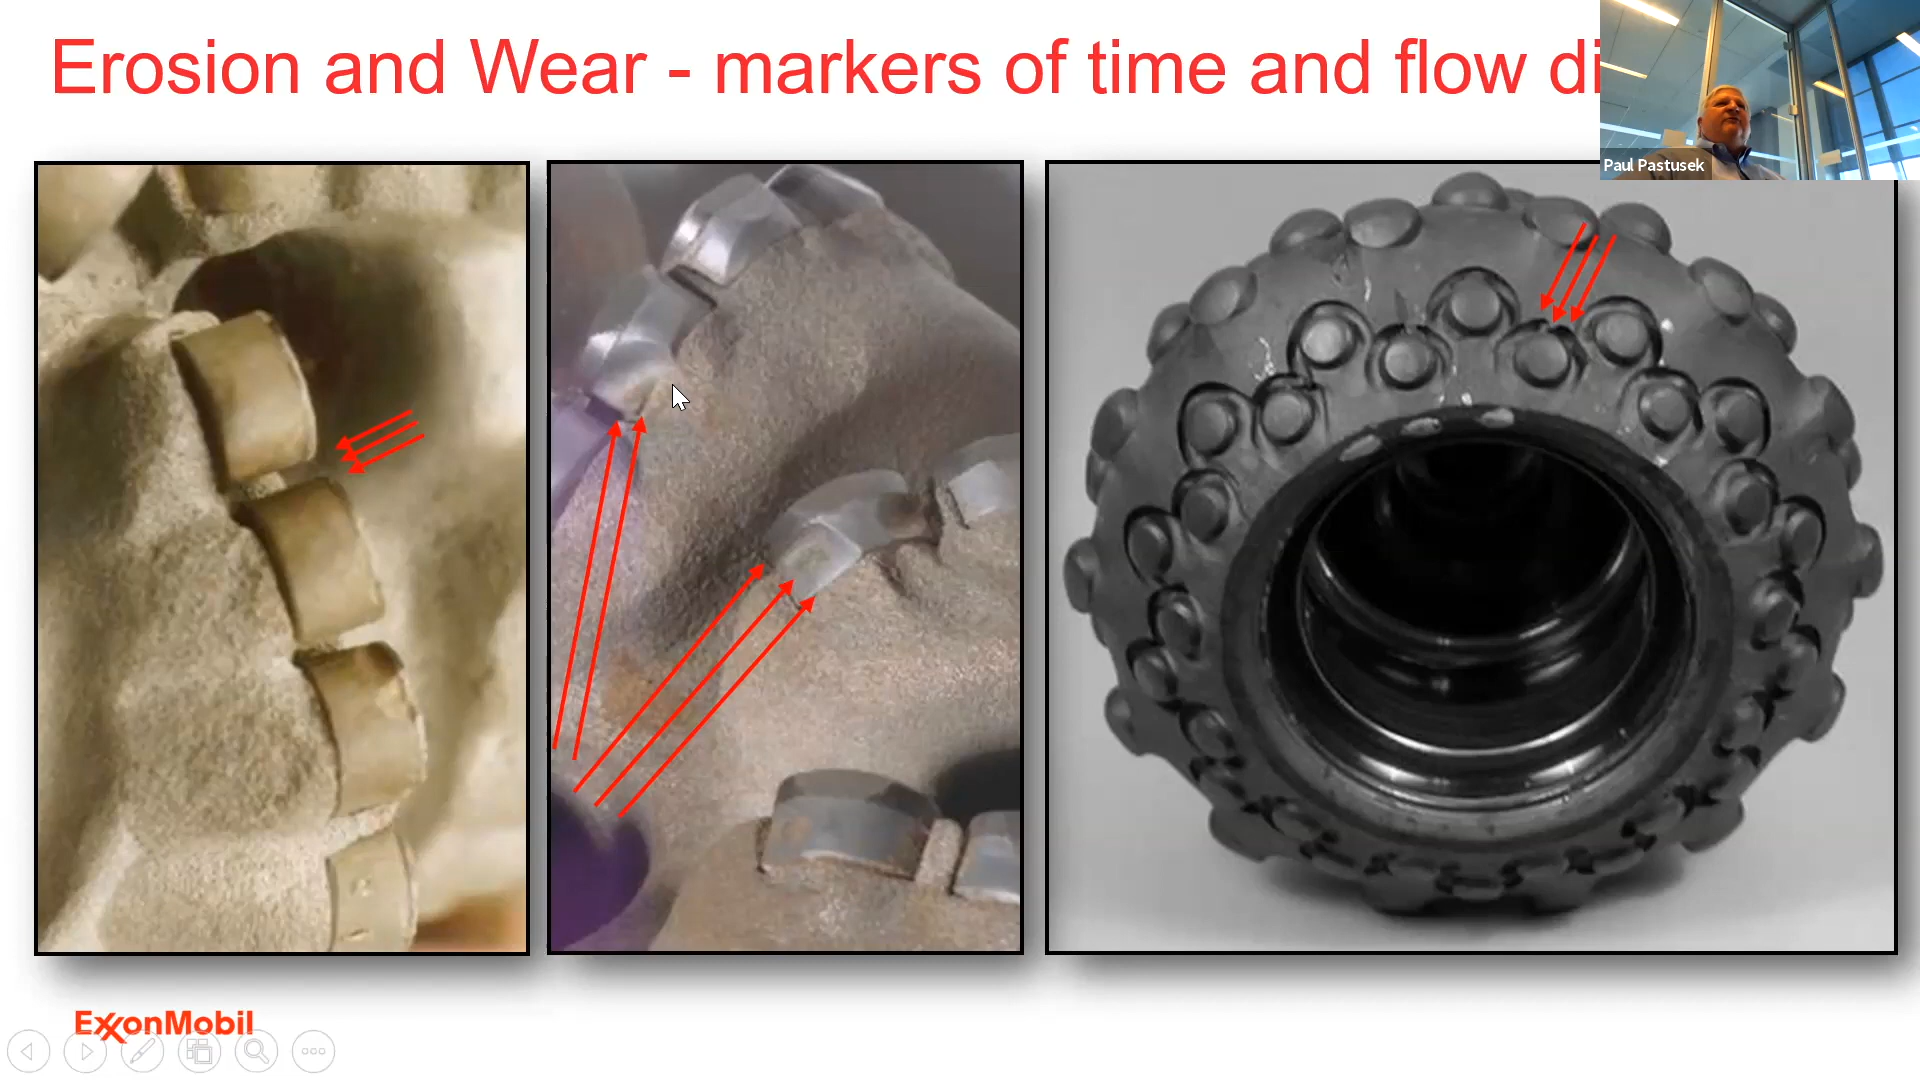 Erosion and Wear - markers of time and flow di
Paul Pastusek
ExxonMobil